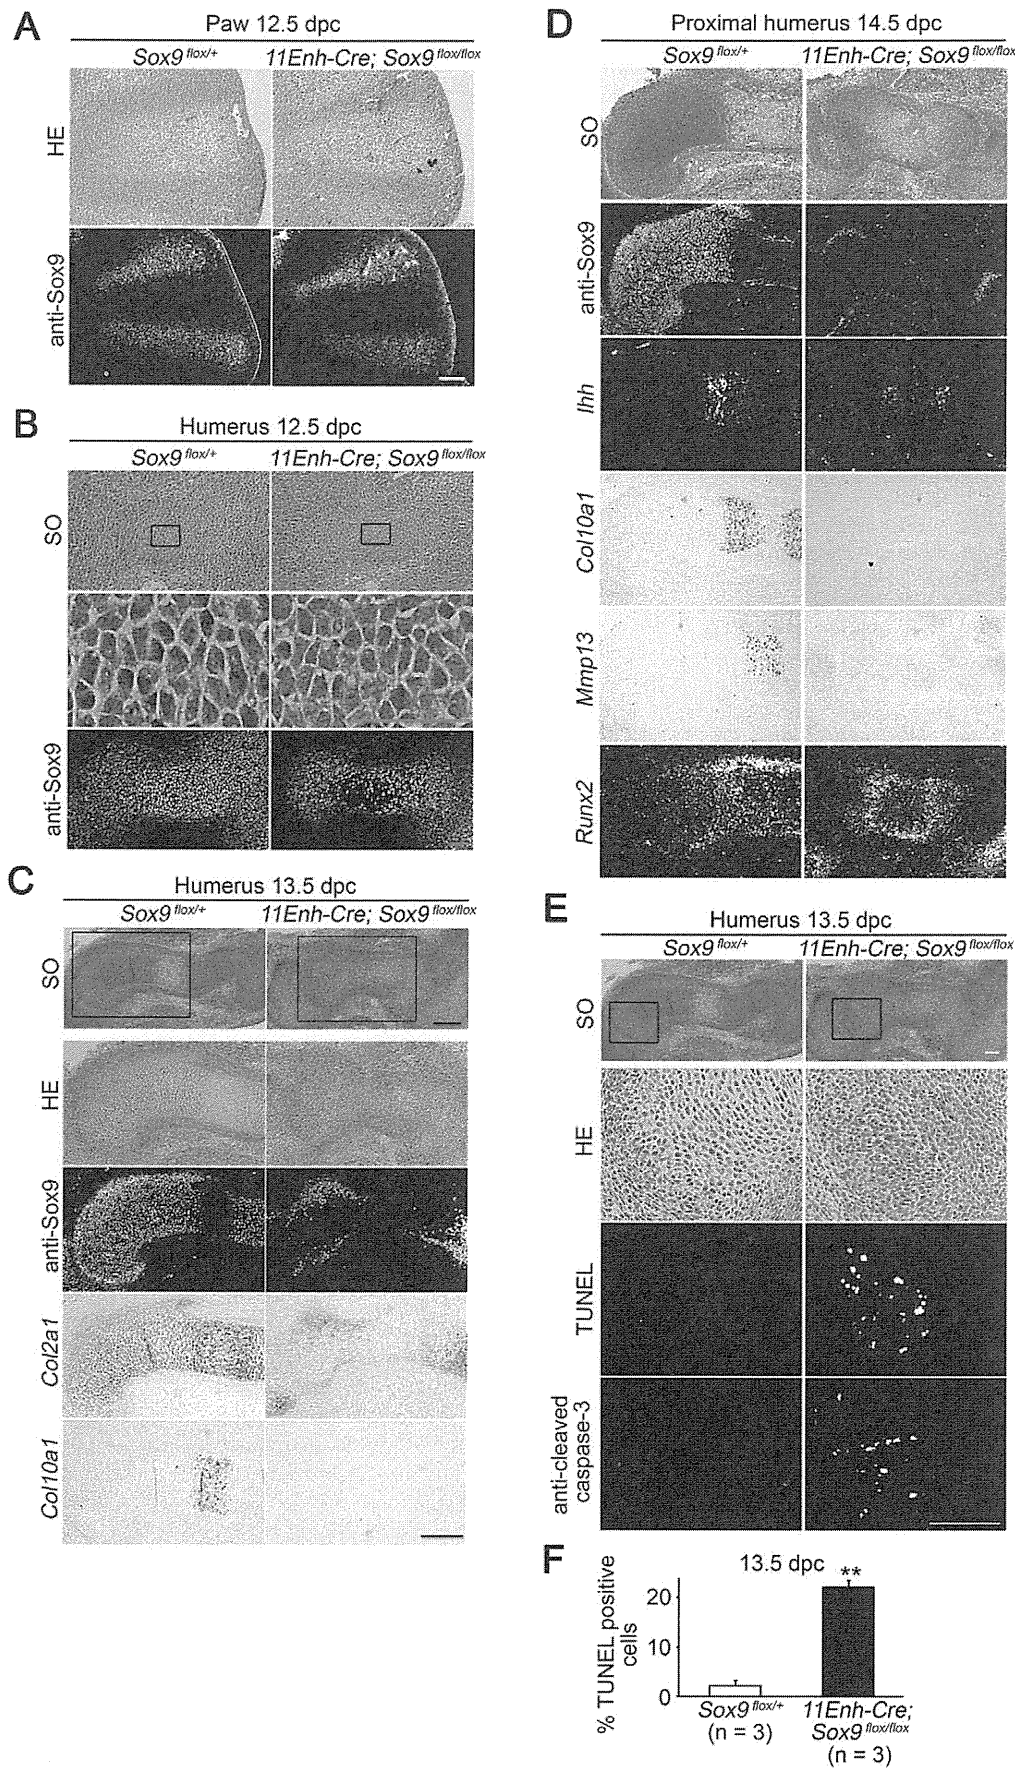 A
Paw 12.5 dpc
Sox9 flox/+
11Enh-Cre; Sox9 flox/flox
HE
anti-Sox9
B
Humerus 12.5 dpc
Sox9 flox/+
11Enh-Cre; Sox9 flox/flox
SO
anti-Sox9
C
Humerus 13.5 dpc
Sox9 flox/+
11Enh-Cre; Sox9 flox/flox
SO
HE
anti-Sox9
Col2a1
Col10a1
D
Proximal humerus 14.5 dpc
Sox9 flox/+
11Enh-Cre; Sox9 flox/flox
SO
anti-Sox9
Ihh
Col10a1
Mmp13
Runx2
E
Humerus 13.5 dpc
Sox9 flox/+
11Enh-Cre; Sox9 flox/flox
SO
HE
TUNEL
anti-cleaved
caspase-3
F
13.5 dpc
**
% TUNEL positive
cells
20
10
0
Sox9 flox/+
(n = 3)
11Enh-Cre;
Sox9 flox/flox
(n = 3)